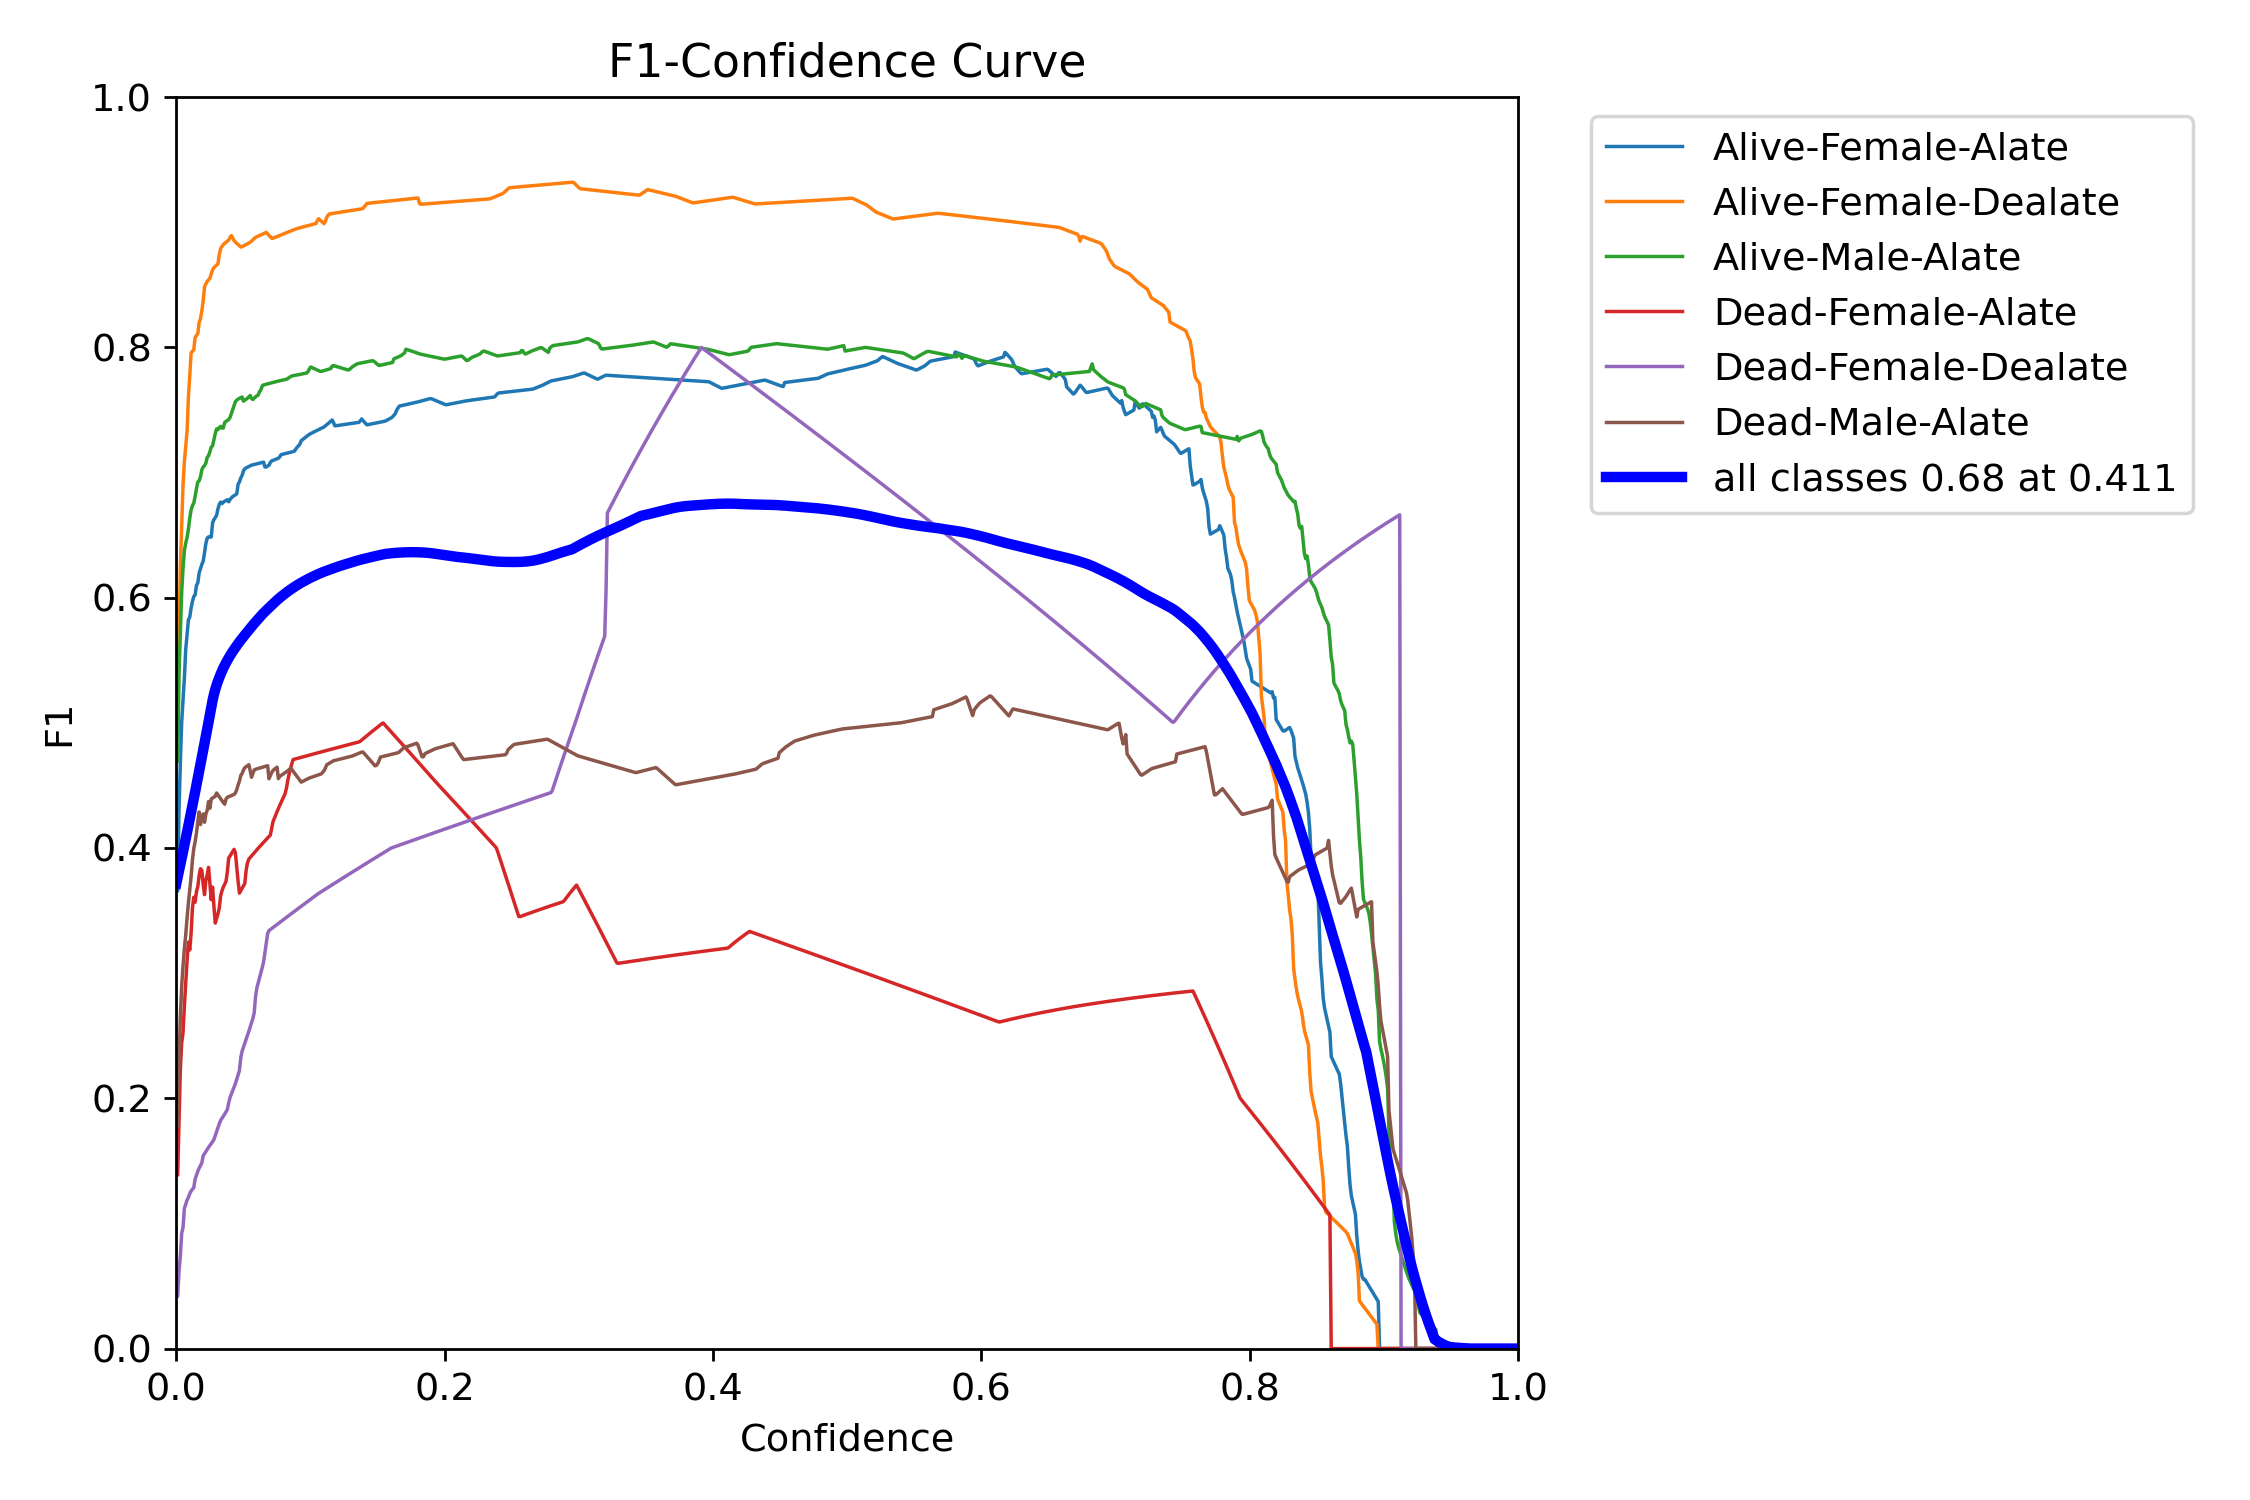 F1-Confidence Curve
1.0
0.8
0.6
0.4
0.2
0.0
F1
0.0 0.2 0.4 0.6 0.8 1.0
Confidence
Alive-Female-Alate
Alive-Female-Dealate
Alive-Male-Alate
Dead-Female-Alate
Dead-Female-Dealate
Dead-Male-Alate
all classes 0.68 at 0.411